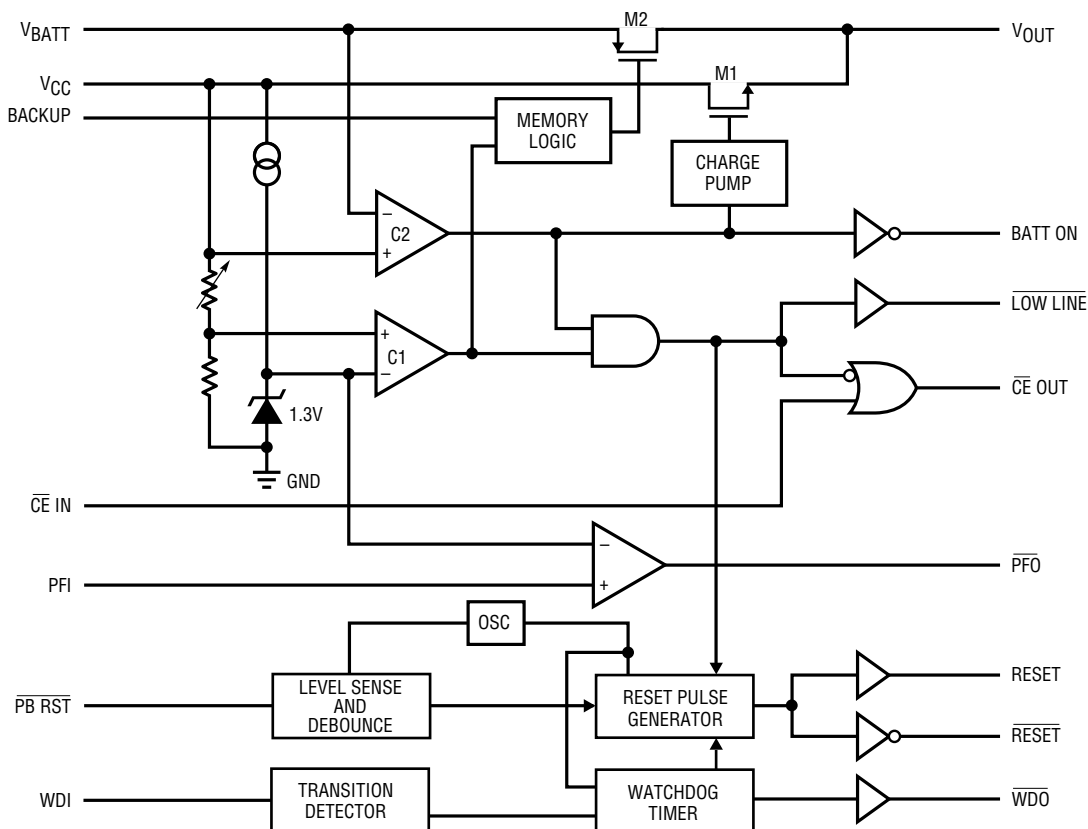 M2
VBATT
VOUT
VCC
M1
BACKUP
MEMORY
LOGIC
CHARGE
PUMP
−
C2
+
BATT ON
LOW LINE
+
C1
−
CE OUT
1.3V
GND
CE IN
−
PFO
PFI
+
OSC
PB RST
LEVEL SENSE
AND
DEBOUNCE
RESET PULSE
GENERATOR
RESET
RESET
WDI
TRANSITION
DETECTOR
WATCHDOG
TIMER
WDO